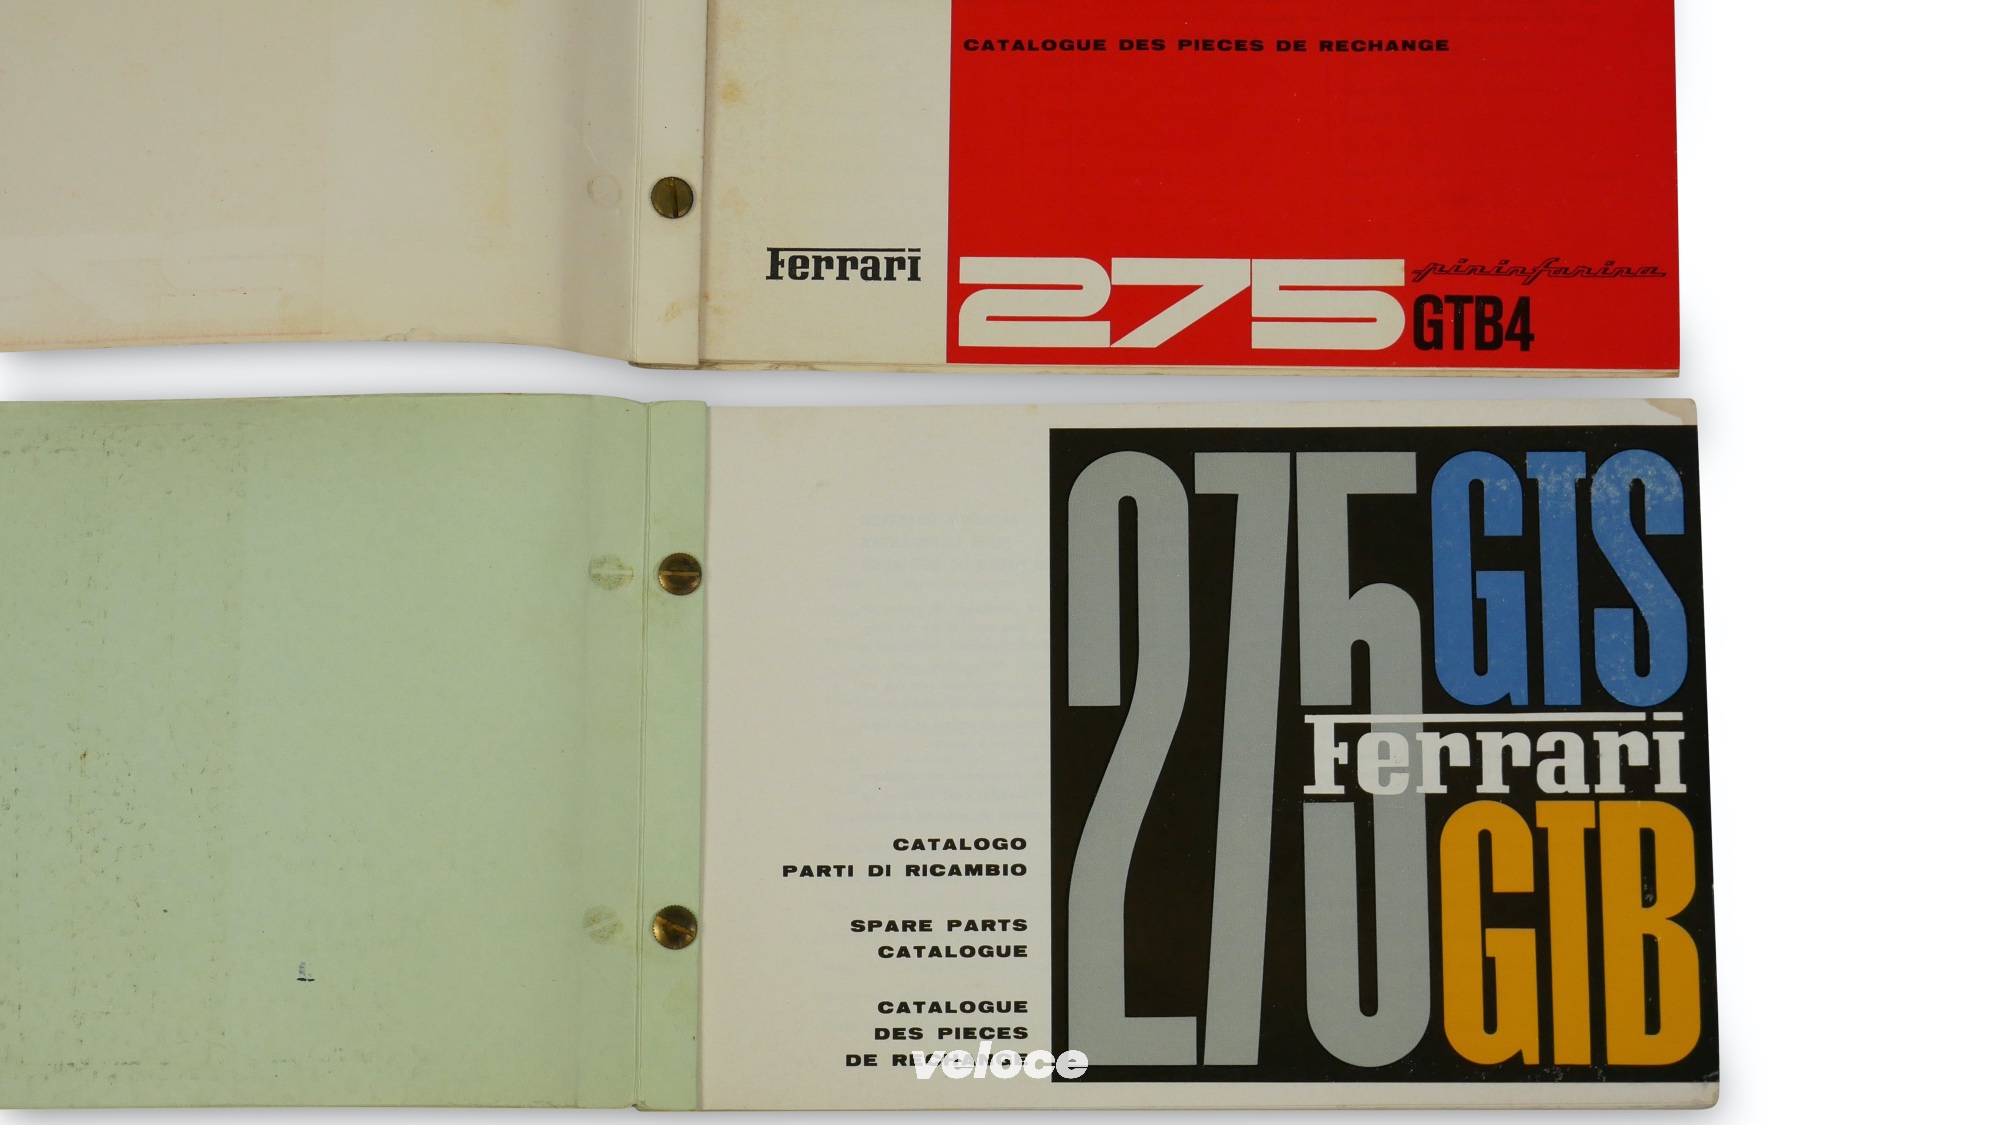 CATALOGUE DES PIECES DE RECHANGE
Ferrari
275
pininfarina
GTB4
275
GTS
Ferrari
GTB
CATALOGO
PARTI DI RICAMBIO
SPARE PARTS
CATALOGUE
CATALOGUE
DES PIECES
DE RECHANGE
veloce